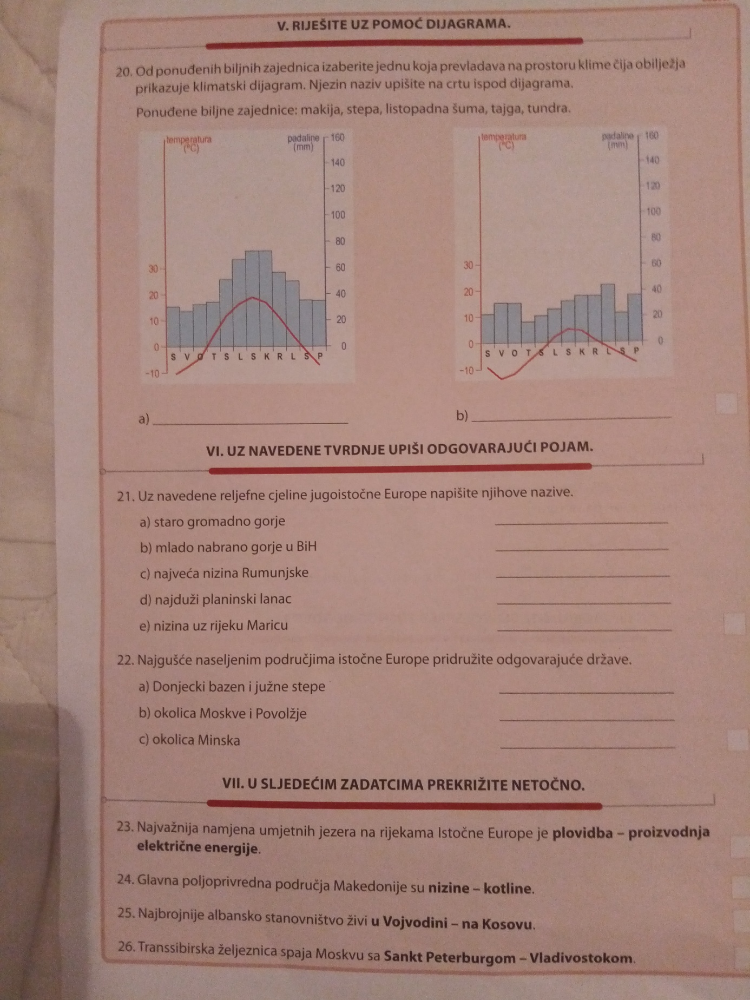 V. RIJEŠITE UZ POMOĆ DIJAGRAMA.
20. Od ponuđenih biljnih zajednica izaberite jednu koja prevladava na prostoru klime čija obilježja
prikazuje klimatski dijagram. Njezin naziv upišite na crtu ispod dijagrama.
Ponuđene biljne zajednice: makija, stepa, listopadna šuma, tajga, tundra.
temperatura
(°C)
padaline
(mm)
160
140
120
100
80
60
40
20
0
30
20
10
0
-10
S V O T S L S K R L S P
temperatura
(°C)
padaline
(mm)
160
140
120
100
80
60
40
20
0
30
20
10
0
-10
S V O T S L S K R L S P
a)
b)
VI. UZ NAVEDENE TVRDNJE UPIŠI ODGOVARAJUĆI POJAM.
21. Uz navedene reljefne cjeline jugoistočne Europe napišite njihove nazive.
a) staro gromadno gorje
b) mlado nabrano gorje u BiH
c) najveća nizina Rumunjske
d) najduži planinski lanac
e) nizina uz rijeku Maricu
22. Najgušće naseljenim područjima istočne Europe pridružite odgovarajuće države.
a) Donjecki bazen i južne stepe
b) okolica Moskve i Povolžje
c) okolica Minska
VII. U SLJEDEĆIM ZADATCIMA PREKRIŽITE NETOČNO.
23. Najvažnija namjena umjetnih jezera na rijekama Istočne Europe je plovidba – proizvodnja
električne energije.
24. Glavna poljoprivredna područja Makedonije su nizine – kotline.
25. Najbrojnije albansko stanovništvo živi u Vojvodini – na Kosovu.
26. Transsibirska željeznica spaja Moskvu sa Sankt Peterburgom – Vladivostokom.